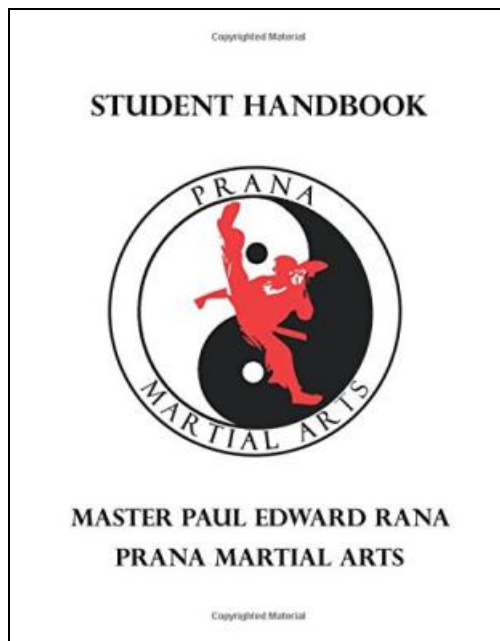 Copyrighted Material
STUDENT HANDBOOK
PRANA
MARTIAL ARTS
MASTER PAUL EDWARD RANA
PRANA MARTIAL ARTS
Copyrighted Material